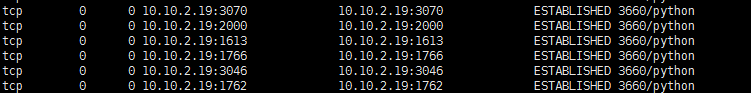 tcp 0 0 10.10.2.19:3070 10.10.2.19:3070 ESTABLISHED 3660/python
tcp 0 0 10.10.2.19:2000 10.10.2.19:2000 ESTABLISHED 3660/python
tcp 0 0 10.10.2.19:1613 10.10.2.19:1613 ESTABLISHED 3660/python
tcp 0 0 10.10.2.19:1766 10.10.2.19:1766 ESTABLISHED 3660/python
tcp 0 0 10.10.2.19:3046 10.10.2.19:3046 ESTABLISHED 3660/python
tcp 0 0 10.10.2.19:1762 10.10.2.19:1762 ESTABLISHED 3660/python